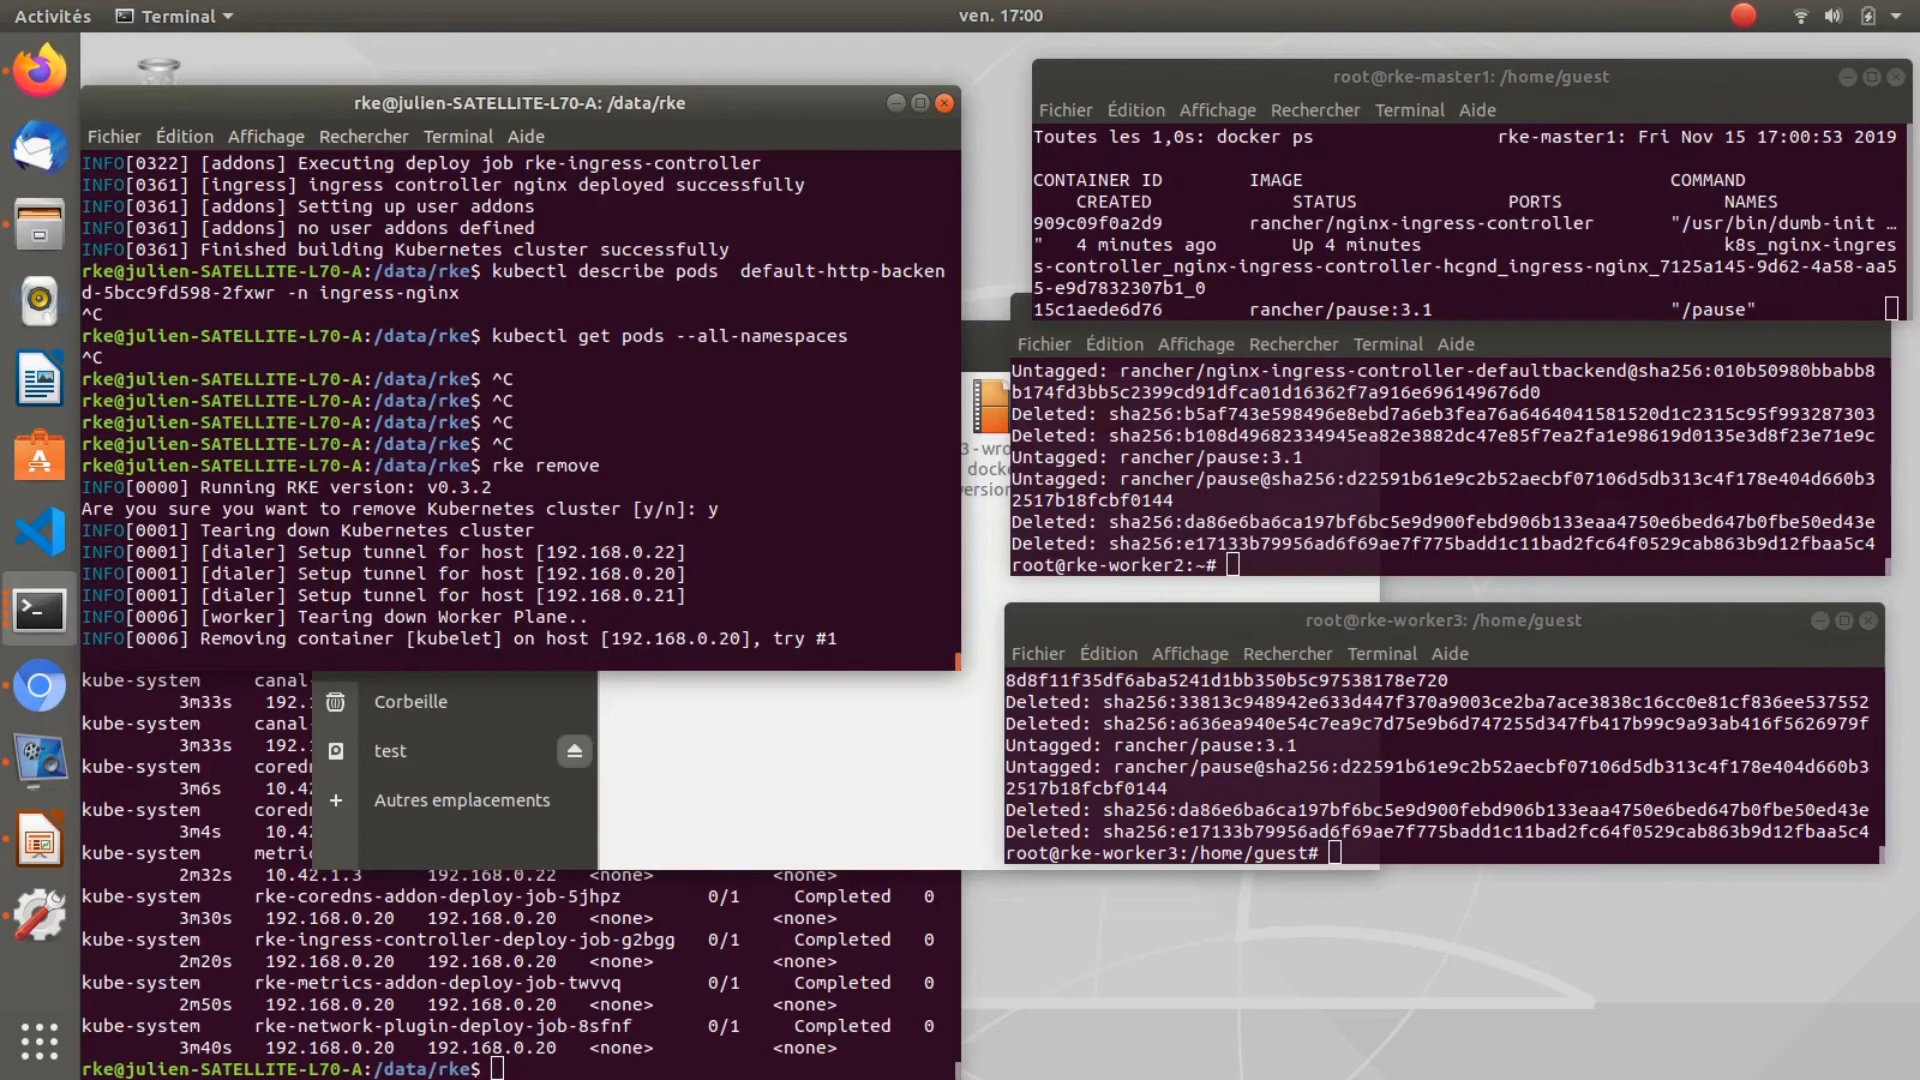 Activités
Terminal
ven. 17:00
rke@julien-SATELLITE-L70-A: /data/rke
Fichier Édition Affichage Rechercher Terminal Aide
INFO[0322] [addons] Executing deploy job rke-ingress-controller
INFO[0361] [ingress] ingress controller nginx deployed successfully
INFO[0361] [addons] Setting up user addons
INFO[0361] [addons] no user addons defined
INFO[0361] Finished building Kubernetes cluster successfully
rke@julien-SATELLITE-L70-A:/data/rke$ kubectl describe pods  default-http-backen
d-5bcc9fd598-2fxwr -n ingress-nginx
^C
rke@julien-SATELLITE-L70-A:/data/rke$ kubectl get pods --all-namespaces
^C
rke@julien-SATELLITE-L70-A:/data/rke$ ^C
rke@julien-SATELLITE-L70-A:/data/rke$ ^C
rke@julien-SATELLITE-L70-A:/data/rke$ ^C
rke@julien-SATELLITE-L70-A:/data/rke$ ^C
rke@julien-SATELLITE-L70-A:/data/rke$ rke remove
INFO[0000] Running RKE version: v0.3.2
Are you sure you want to remove Kubernetes cluster [y/n]: y
INFO[0001] Tearing down Kubernetes cluster
INFO[0001] [dialer] Setup tunnel for host [192.168.0.22]
INFO[0001] [dialer] Setup tunnel for host [192.168.0.20]
INFO[0001] [dialer] Setup tunnel for host [192.168.0.21]
INFO[0006] [worker] Tearing down Worker Plane..
INFO[0006] Removing container [kubelet] on host [192.168.0.20], try #1
kube-system canal-
3m33s 192.1
kube-system canal-
3m33s 192.1
kube-system coredn
3m6s 10.42
kube-system coredn
3m4s 10.42
kube-system metric
2m32s 10.42.1.3 192.168.0.22 <none> <none>
kube-system rke-coredns-addon-deploy-job-5jhpz 0/1 Completed 0
3m30s 192.168.0.20 192.168.0.20 <none> <none>
kube-system rke-ingress-controller-deploy-job-g2bgg 0/1 Completed 0
2m20s 192.168.0.20 192.168.0.20 <none> <none>
kube-system rke-metrics-addon-deploy-job-twvvq 0/1 Completed 0
2m50s 192.168.0.20 192.168.0.20 <none> <none>
kube-system rke-network-plugin-deploy-job-8sfnf 0/1 Completed 0
3m40s 192.168.0.20 192.168.0.20 <none> <none>
rke@julien-SATELLITE-L70-A:/data/rke$
Corbeille
test
+ Autres emplacements
3 - wro
docke
version
root@rke-master1: /home/guest
Fichier Édition Affichage Rechercher Terminal Aide
Toutes les 1,0s: docker ps rke-master1: Fri Nov 15 17:00:53 2019
CONTAINER ID IMAGE COMMAND
CREATED STATUS PORTS NAMES
909c09f0a2d9 rancher/nginx-ingress-controller "/usr/bin/dumb-init …
" 4 minutes ago Up 4 minutes k8s_nginx-ingres
s-controller_nginx-ingress-controller-hcgnd_ingress-nginx_7125a145-9d62-4a58-aa5
5-e9d7832307b1_0
15c1aede6d76 rancher/pause:3.1 "/pause"
Fichier Édition Affichage Rechercher Terminal Aide
Untagged: rancher/nginx-ingress-controller-defaultbackend@sha256:010b50980bbabb8
b174fd3bb5c2399cd91dfca01d16362f7a916e696149676d0
Deleted: sha256:b5af743e598496e8ebd7a6eb3fea76a6464041581520d1c2315c95f993287303
Deleted: sha256:b108d49682334945ea82e3882dc47e85f7ea2fa1e98619d0135e3d8f23e71e9c
Untagged: rancher/pause:3.1
Untagged: rancher/pause@sha256:d22591b61e9c2b52aecbf07106d5db313c4f178e404d660b3
2517b18fcbf0144
Deleted: sha256:da86e6ba6ca197bf6bc5e9d900febd906b133eaa4750e6bed647b0fbe50ed43e
Deleted: sha256:e17133b79956ad6f69ae7f775badd1c11bad2fc64f0529cab863b9d12fbaa5c4
root@rke-worker2:~#
root@rke-worker3: /home/guest
Fichier Édition Affichage Rechercher Terminal Aide
8d8f11f35df6aba5241d1bb350b5c97538178e720
Deleted: sha256:33813c948942e633d447f370a9003ce2ba7ace3838c16cc0e81cf836ee537552
Deleted: sha256:a636ea940e54c7ea9c7d75e9b6d747255d347fb417b99c9a93ab416f5626979f
Untagged: rancher/pause:3.1
Untagged: rancher/pause@sha256:d22591b61e9c2b52aecbf07106d5db313c4f178e404d660b3
2517b18fcbf0144
Deleted: sha256:da86e6ba6ca197bf6bc5e9d900febd906b133eaa4750e6bed647b0fbe50ed43e
Deleted: sha256:e17133b79956ad6f69ae7f775badd1c11bad2fc64f0529cab863b9d12fbaa5c4
root@rke-worker3:/home/guest#